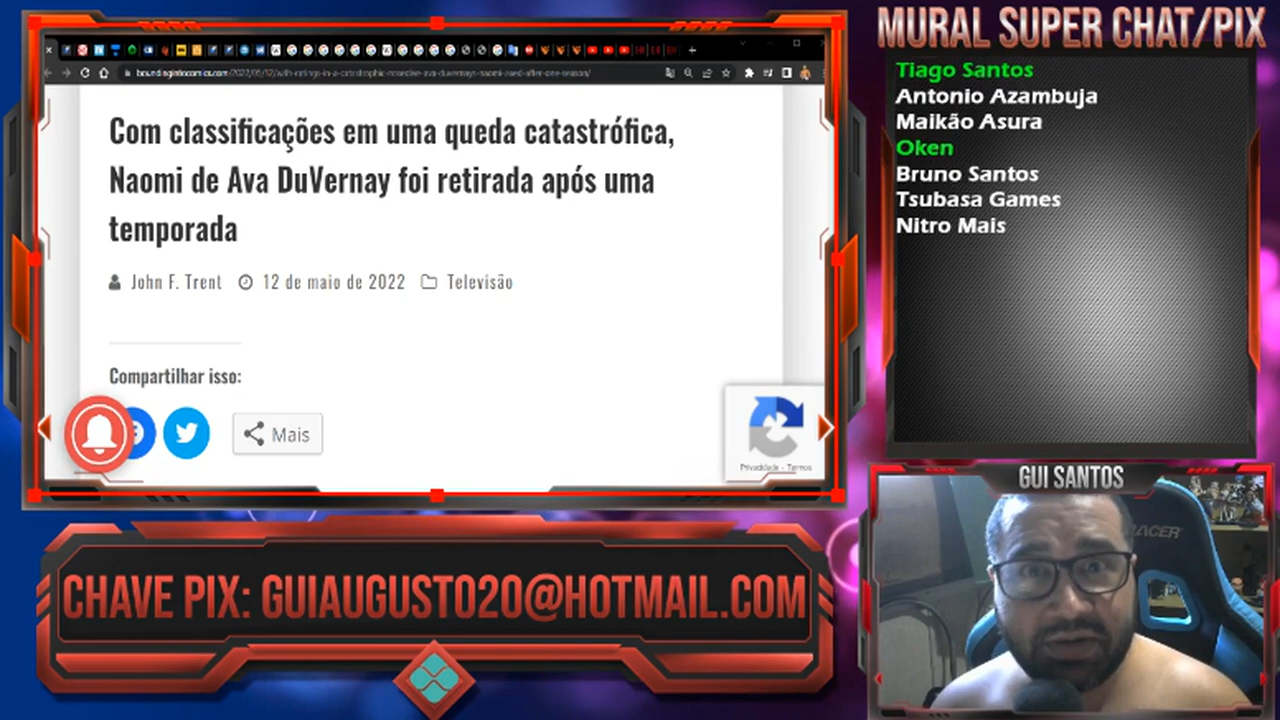 MURAL SUPER CHAT/PIX
Tiago Santos
Antonio Azambuja
Maikão Asura
Oken
Bruno Santos
Tsubasa Games
Nitro Mais
Com classificações em uma queda catastrófica,
Naomi de Ava DuVernay foi retirada após uma
temporada
John F. Trent 12 de maio de 2022 Televisão
Compartilhar isso:
Mais
Privacidade - Termos
GUI SANTOS
CHAVE PIX: GUIAUGUSTO20@HOTMAIL.COM